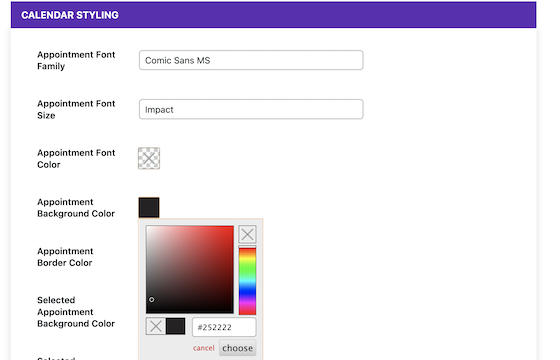 CALENDAR STYLING
Appointment Font
Family
Comic Sans MS
Appointment Font
Size
Impact
Appointment Font
Color
Appointment
Background Color
Appointment
Border Color
Selected
Appointment
Background Color
#252222
cancel
choose